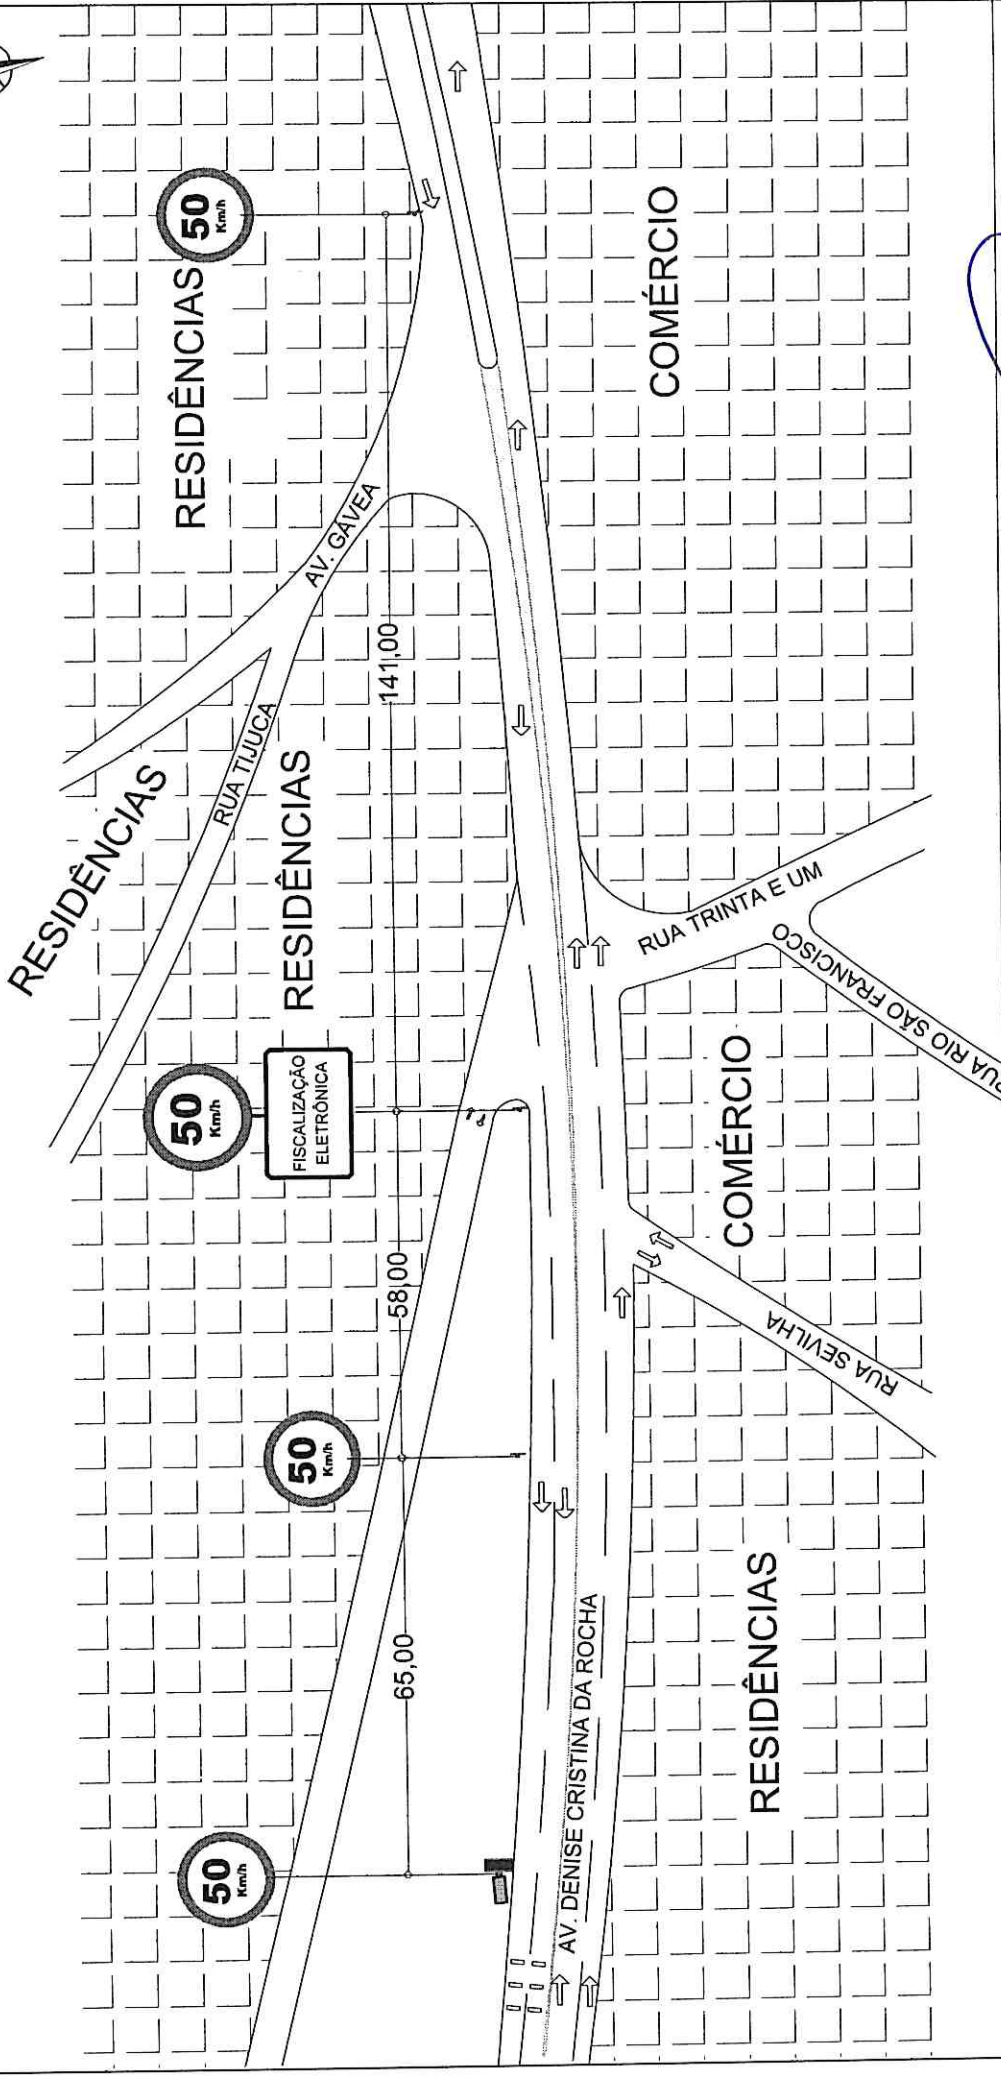 RESIDÊNCIAS
50
Km/h
RESIDÊNCIAS
RUA TIJUCA
AV. GÁVEA
RESIDÊNCIAS
50
Km/h
FISCALIZAÇÃO
ELETRÔNICA
50
Km/h
RESIDÊNCIAS
50
Km/h
65,00
58,00
141,00
AV. DENISE CRISTINA DA ROCHA
RESIDÊNCIAS
RUA SEVILHA
COMÉRCIO
RUA TRINTA E UM
RUA RIO SÃO FRANCISCO
COMÉRCIO